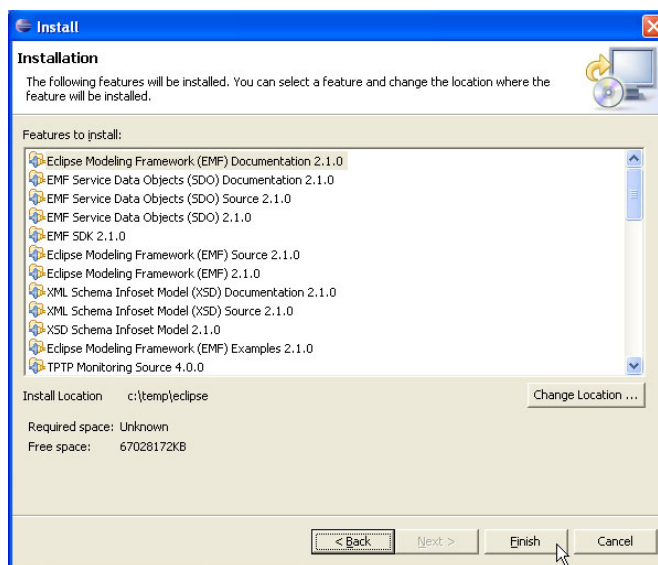 Install
Installation
The following features will be installed. You can select a feature and change the location where the
feature will be installed.
Features to install:
Eclipse Modeling Framework (EMF) Documentation 2.1.0
EMF Service Data Objects (SDO) Documentation 2.1.0
EMF Service Data Objects (SDO) Source 2.1.0
EMF Service Data Objects (SDO) 2.1.0
EMF SDK 2.1.0
Eclipse Modeling Framework (EMF) Source 2.1.0
Eclipse Modeling Framework (EMF) 2.1.0
XML Schema Infoset Model (XSD) Documentation 2.1.0
XML Schema Infoset Model (XSD) Source 2.1.0
XSD Schema Infoset Model 2.1.0
Eclipse Modeling Framework (EMF) Examples 2.1.0
TPTP Monitoring Source 4.0.0
Install Location c:\temp\eclipse
Change Location ...
Required space: Unknown
Free space: 67028172KB
< Back Next > Finish Cancel